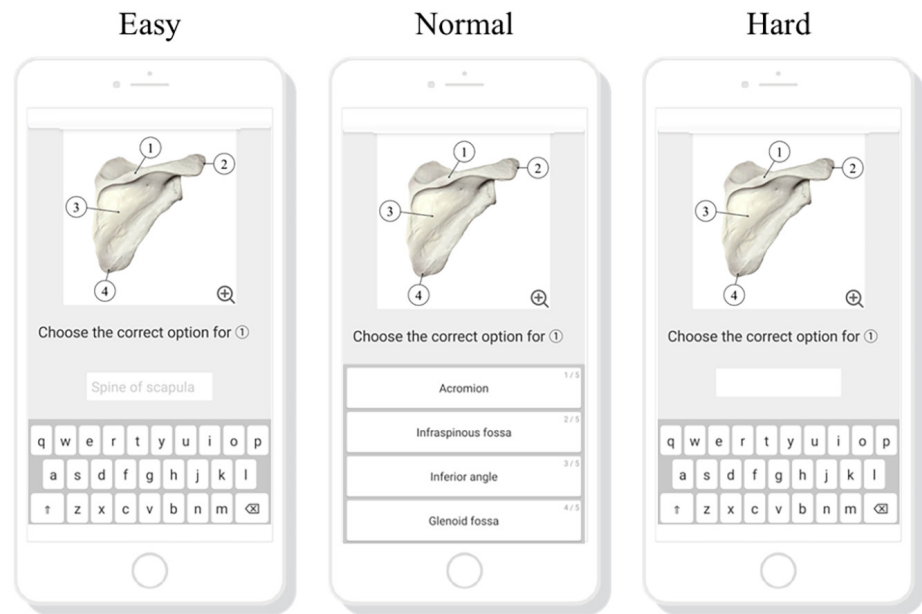 Easy
Normal
Hard
1
2
3
4
Choose the correct option for ①
Spine of scapula
q w e r t y u i o p
a s d f g h j k l
⇧ z x c v b n m ⌫
1
2
3
4
Choose the correct option for ①
1 / 5
Acromion
2 / 5
Infraspinous fossa
3 / 5
Inferior angle
4 / 5
Glenoid fossa
1
2
3
4
Choose the correct option for ①
q w e r t y u i o p
a s d f g h j k l
⇧ z x c v b n m ⌫